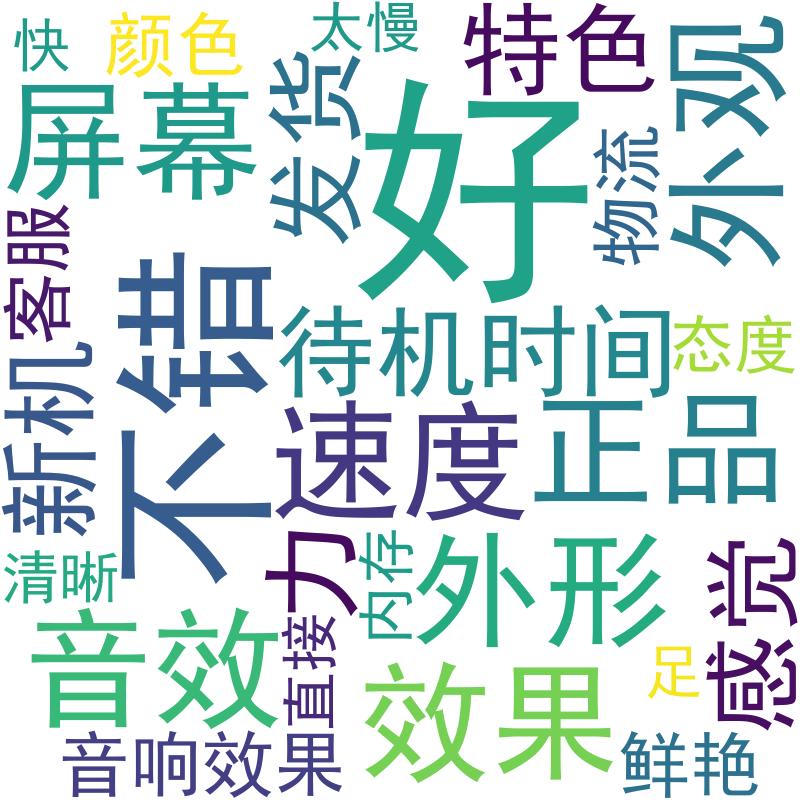 快
颜色
太慢
特色
外观
屏幕
发货
好
物流
客服
不错
待机时间
态度
新机
速度
正品
清晰
力
内存
外形
感觉
音效
直接
效果
足
音响效果
鲜艳